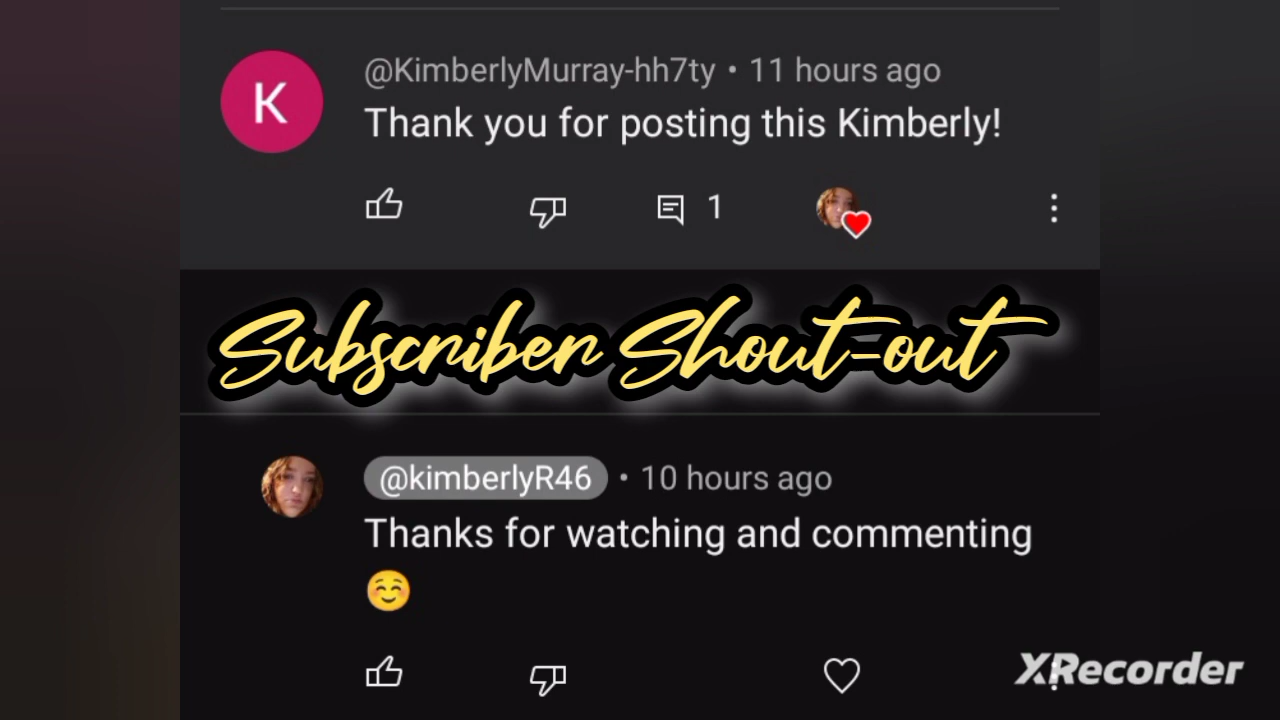 K
@KimberlyMurray-hh7ty • 11 hours ago
Thank you for posting this Kimberly!
1
Subscriber Shout-out
@kimberlyR46 • 10 hours ago
Thanks for watching and commenting
☺️
XRecorder